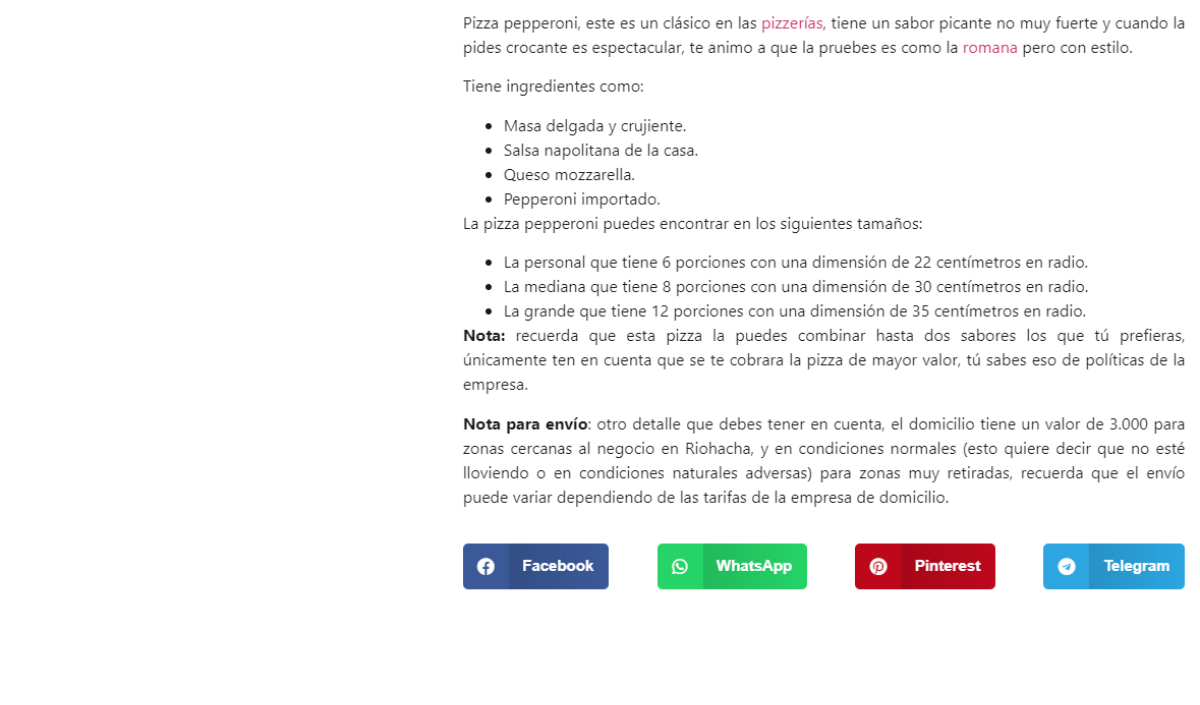 Pizza pepperoni, este es un clásico en las pizzerías, tiene un sabor picante no muy fuerte y cuando la
pides crocante es espectacular, te animo a que la pruebes es como la romana pero con estilo.
Tiene ingredientes como:
Masa delgada y crujiente.
Salsa napolitana de la casa.
Queso mozzarella.
Pepperoni importado.
La pizza pepperoni puedes encontrar en los siguientes tamaños:
La personal que tiene 6 porciones con una dimensión de 22 centímetros en radio.
La mediana que tiene 8 porciones con una dimensión de 30 centímetros en radio.
La grande que tiene 12 porciones con una dimensión de 35 centímetros en radio.
Nota: recuerda que esta pizza la puedes combinar hasta dos sabores los que tú prefieras,
únicamente ten en cuenta que se te cobrara la pizza de mayor valor, tú sabes eso de políticas de la
empresa.
Nota para envío: otro detalle que debes tener en cuenta, el domicilio tiene un valor de 3.000 para
zonas cercanas al negocio en Riohacha, y en condiciones normales (esto quiere decir que no esté
lloviendo o en condiciones naturales adversas) para zonas muy retiradas, recuerda que el envío
puede variar dependiendo de las tarifas de la empresa de domicilio.
Facebook WhatsApp Pinterest Telegram